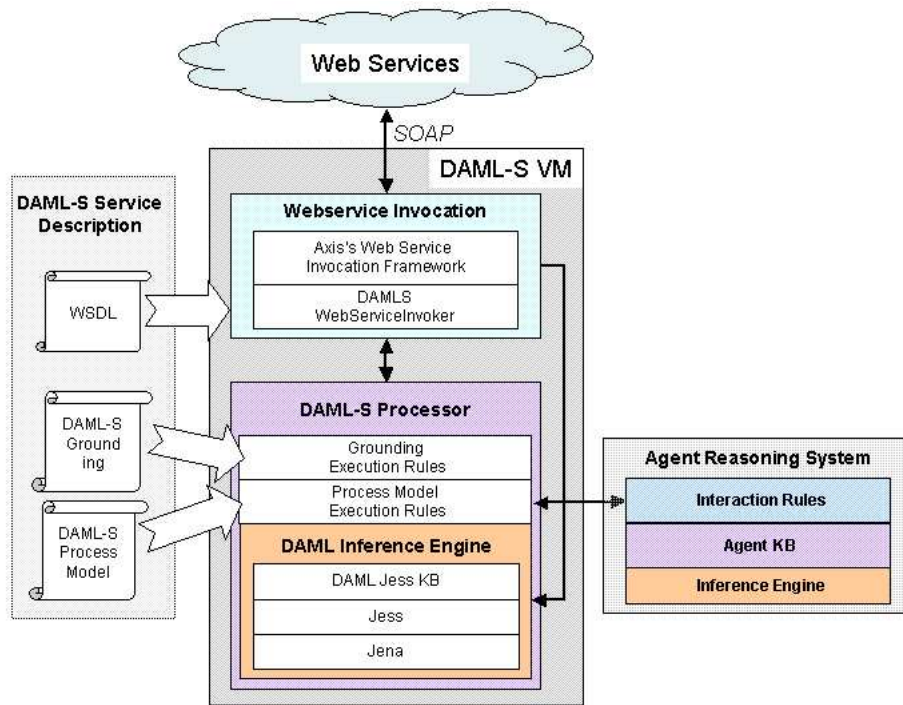 Web Services
SOAP
DAML-S VM
DAML-S Service
Description
WSDL
DAML-S
Ground
ing
DAML-S
Process
Model
Webservice Invocation
Axis's Web Service
Invocation Framework
DAMLS
WebServiceInvoker
DAML-S Processor
Grounding
Execution Rules
Process Model
Execution Rules
DAML Inference Engine
DAML Jess KB
Jess
Jena
Agent Reasoning System
Interaction Rules
Agent KB
Inference Engine